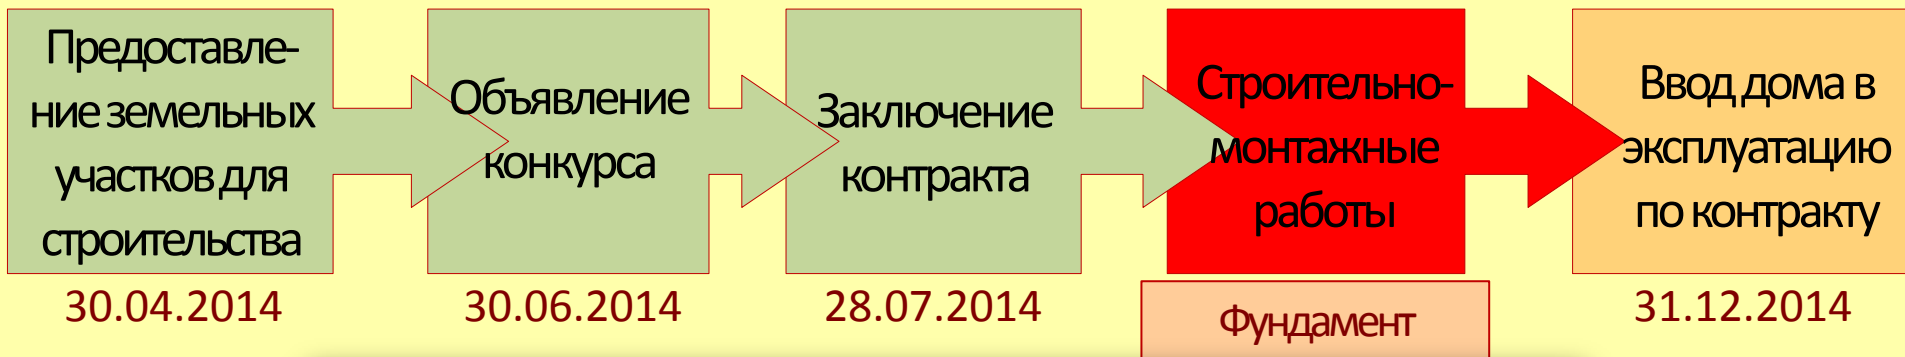 Предоставле-
ние земельных
участков для
строительства
30.04.2014
Объявление
конкурса
30.06.2014
Заключение
контракта
28.07.2014
Строительно-
монтажные
работы
Фундамент
Ввод дома в
эксплуатацию
по контракту
31.12.2014